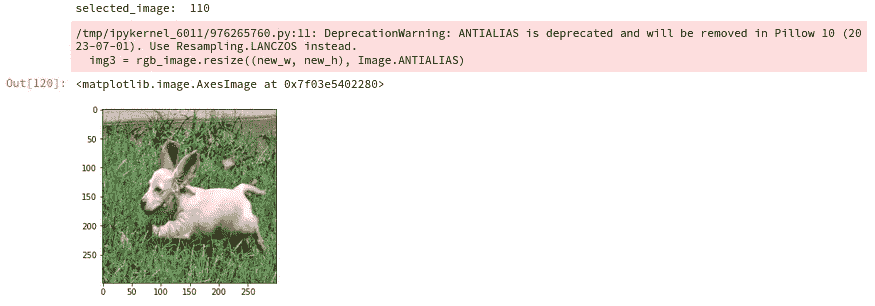 selected_image:  110
/tmp/ipykernel_6011/976265760.py:11: DeprecationWarning: ANTIALIAS is deprecated and will be removed in Pillow 10 (20
23-07-01). Use Resampling.LANCZOS instead.
  img3 = rgb_image.resize((new_w, new_h), Image.ANTIALIAS)
Out[120]: <matplotlib.image.AxesImage at 0x7f03e5402280>
0
50
100
150
200
250
0 50 100 150 200 250